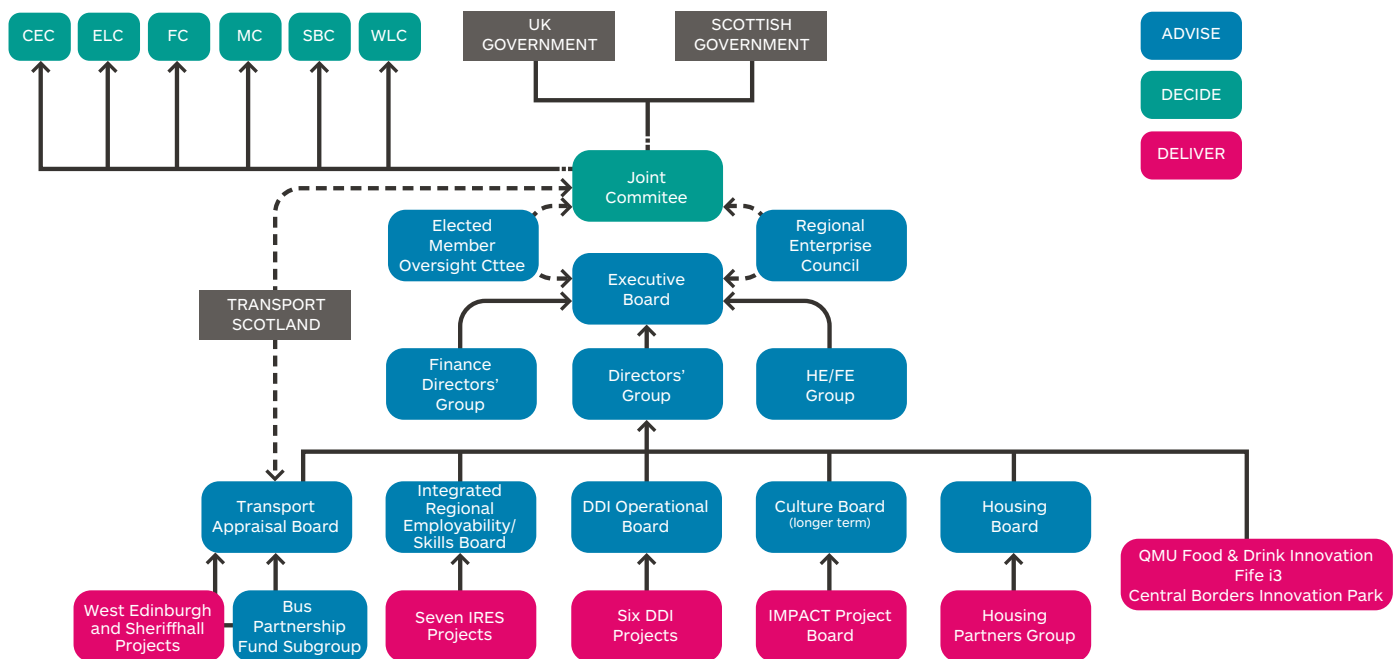 CEC
ELC
FC
MC
SBC
WLC
UK
GOVERNMENT
SCOTTISH
GOVERNMENT
ADVISE
DECIDE
DELIVER
Joint
Commitee
Elected
Member
Oversight Cttee
Regional
Enterprise
Council
Executive
Board
TRANSPORT
SCOTLAND
Finance
Directors’
Group
Directors’
Group
HE/FE
Group
Transport
Appraisal Board
Integrated
Regional
Employability/
Skills Board
DDI Operational
Board
Culture Board
(longer term)
Housing
Board
QMU Food & Drink Innovation
Fife i3
Central Borders Innovation Park
West Edinburgh
and Sheriffhall
Projects
Bus
Partnership
Fund Subgroup
Seven IRES
Projects
Six DDI
Projects
IMPACT Project
Board
Housing
Partners Group